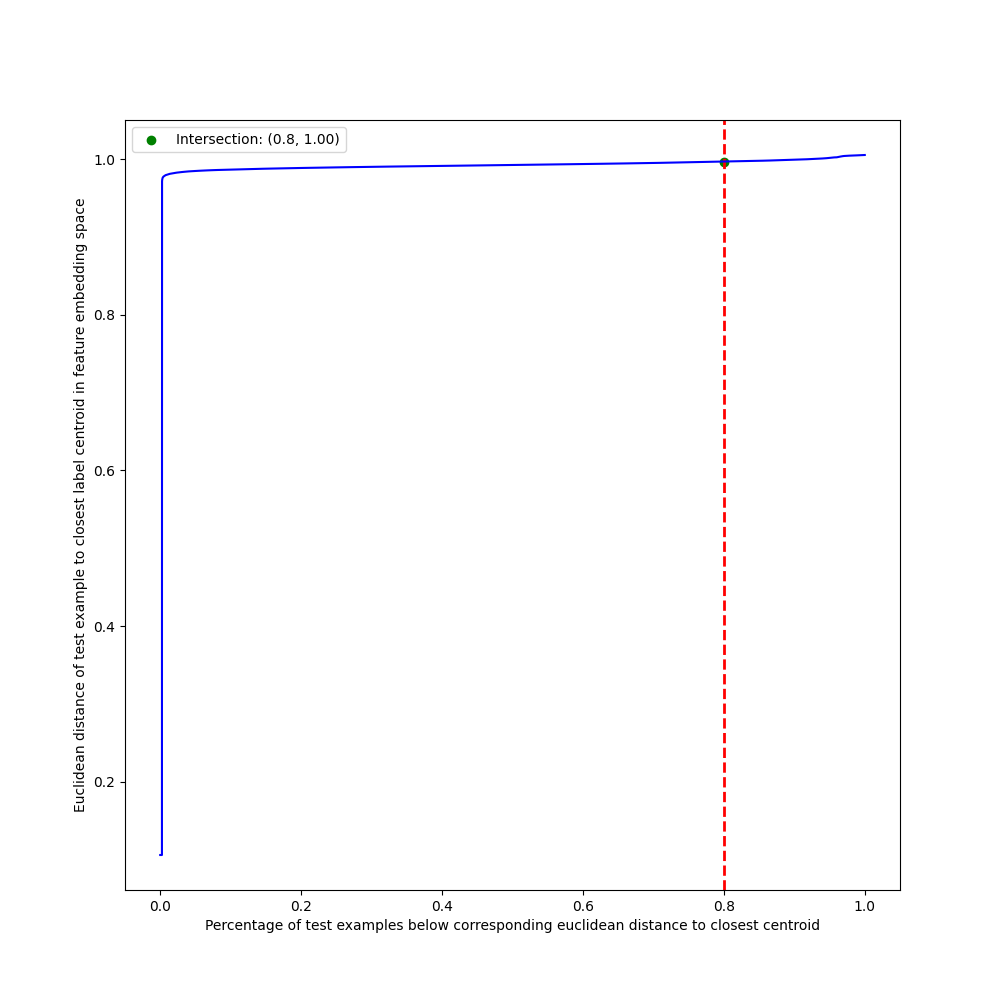 Intersection: (0.8, 1.00)
1.0
0.8
0.6
0.4
0.2
Euclidean distance of test example to closest label centroid in feature embedding space
0.0 0.2 0.4 0.6 0.8 1.0
Percentage of test examples below corresponding euclidean distance to closest centroid